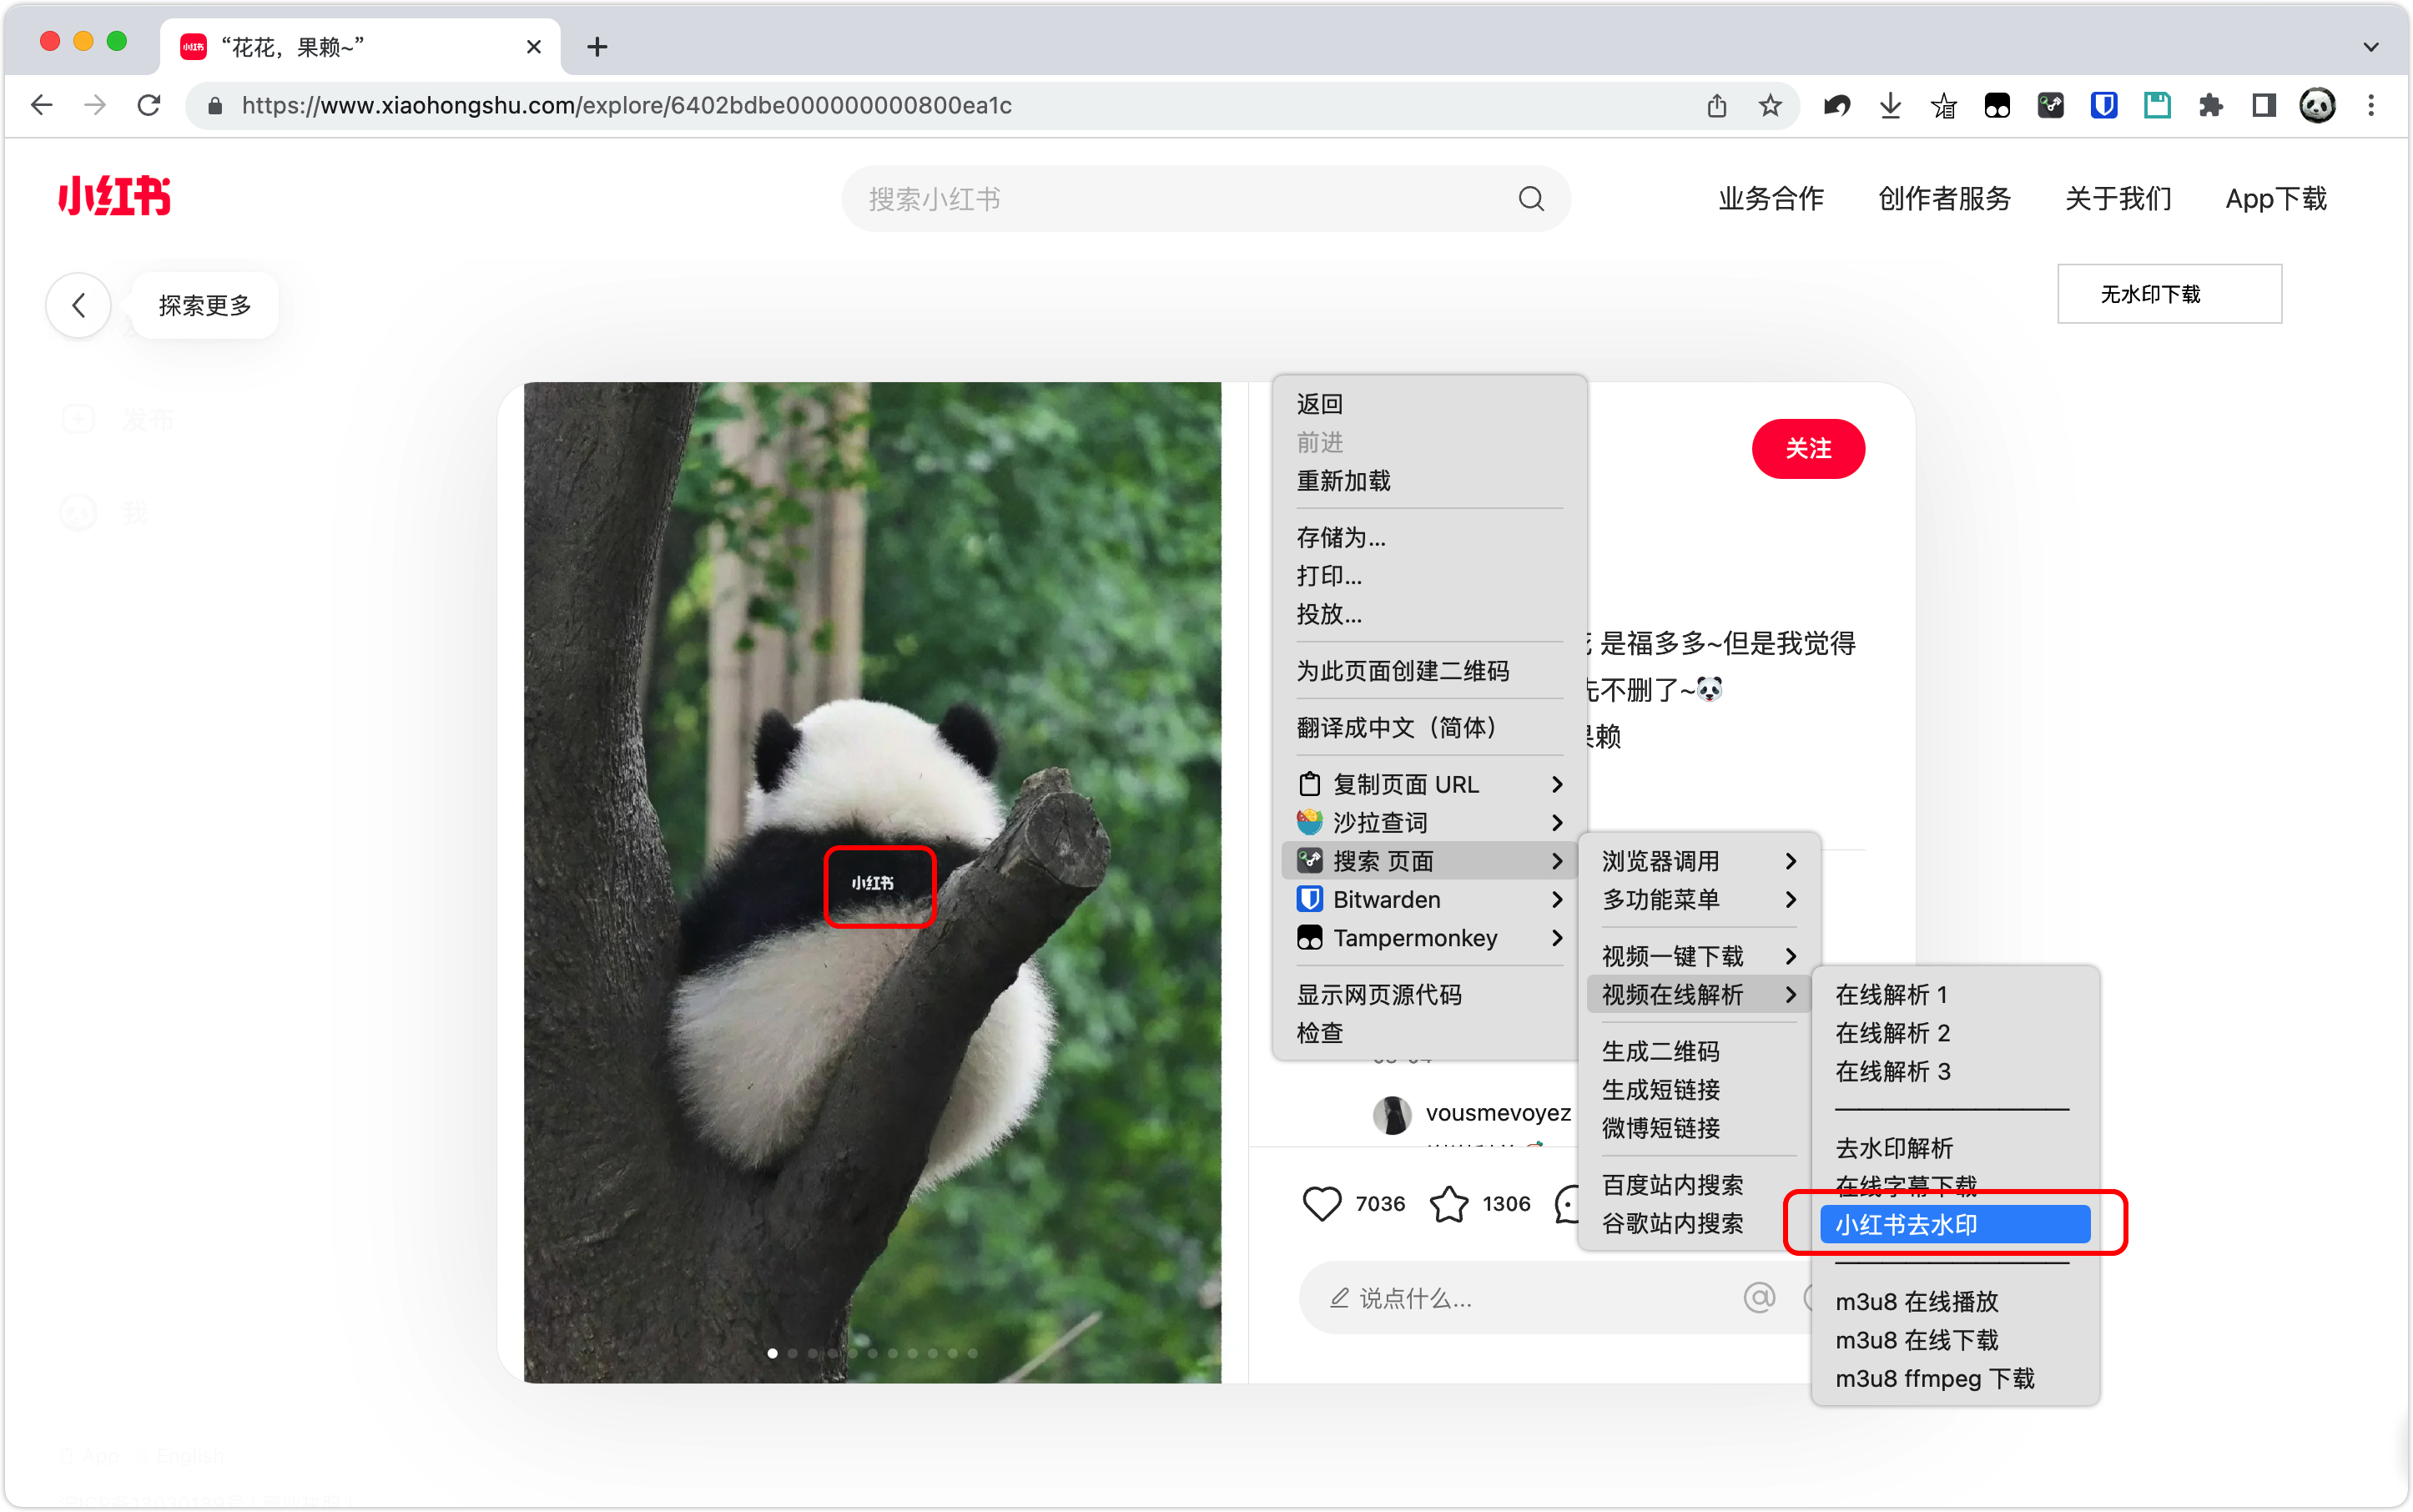 小红书
“花花，果赖~”
https://www.xiaohongshu.com/explore/6402bdbe000000000800ea1c
小红书
搜索小红书
业务合作
创作者服务
关于我们
App下载
探索更多
无水印下载
发布
我
关注
返回
前进
重新加载
存储为...
打印...
投放...
为此页面创建二维码
翻译成中文（简体）
复制页面 URL
沙拉查词
搜索 页面
Bitwarden
Tampermonkey
显示网页源代码
检查
是福多多~但是我觉得
不删了~
赖
小红书
浏览器调用
多功能菜单
视频一键下载
视频在线解析
生成二维码
生成短链接
微博短链接
百度站内搜索
谷歌站内搜索
在线解析 1
在线解析 2
在线解析 3
去水印解析
在线字幕下载
小红书去水印
m3u8 在线播放
m3u8 在线下载
m3u8 ffmpeg 下载
vousmevoyez
7036
1306
说点什么...
App
English